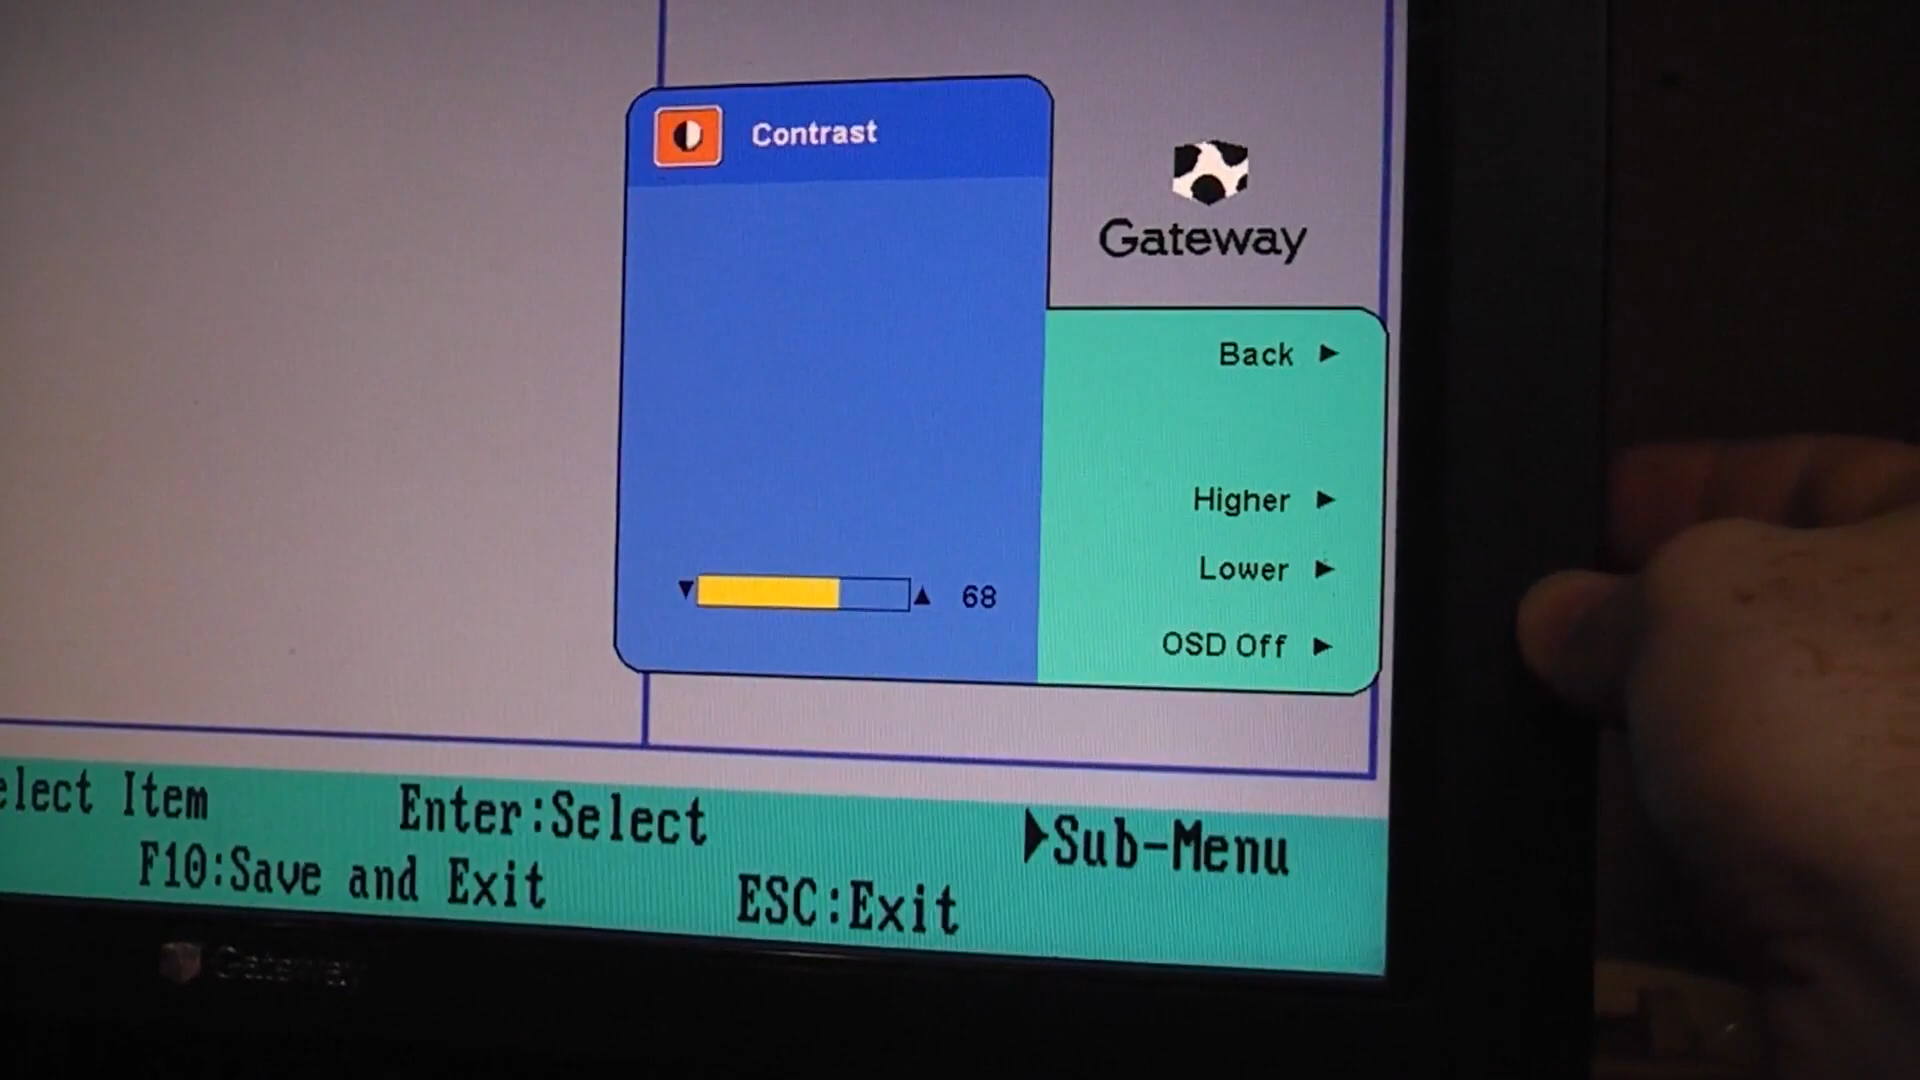 Contrast
Gateway
Back
Higher
68
Lower
OSD Off
elect Item Enter:Select Sub-Menu
F10:Save and Exit ESC:Exit
Gateway